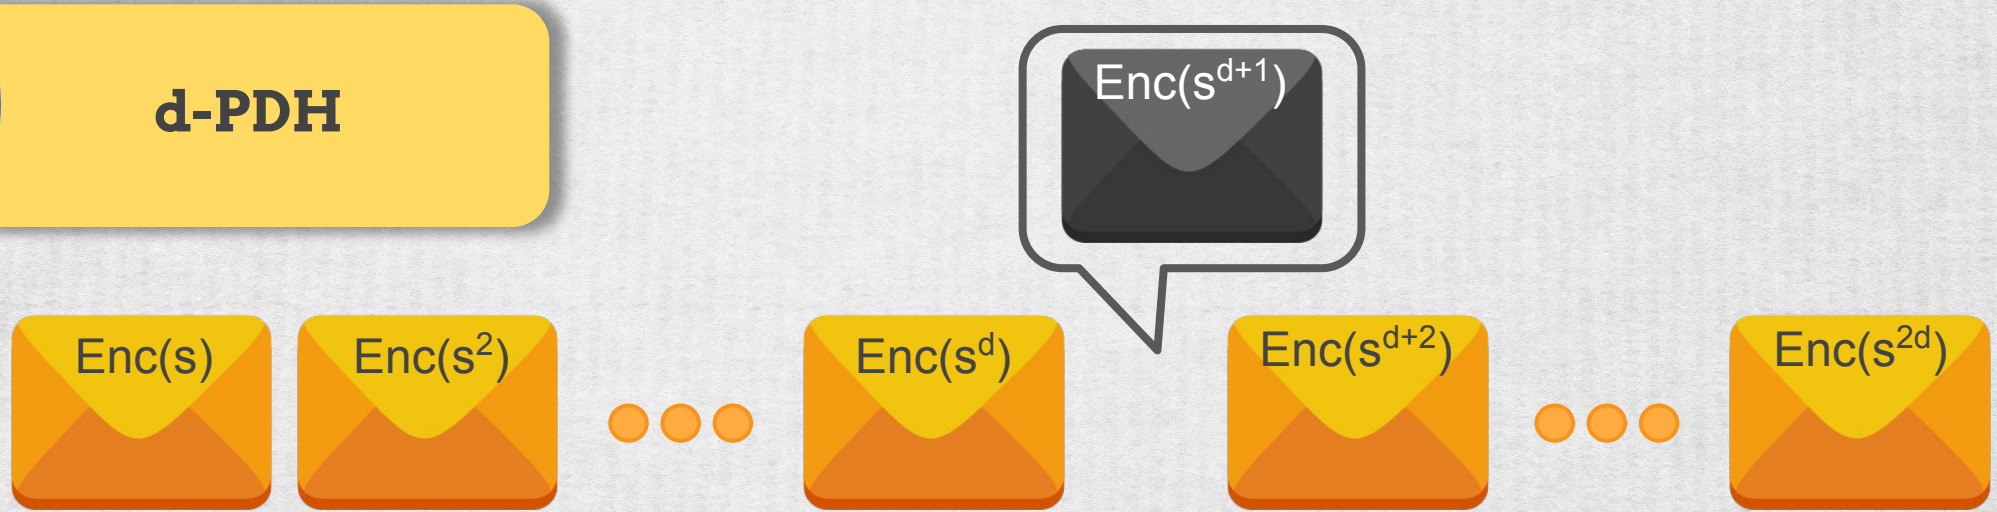 d-PDH
Enc(s^{d+1})
Enc(s)
Enc(s^2)
Enc(s^d)
Enc(s^{d+2})
Enc(s^{2d})